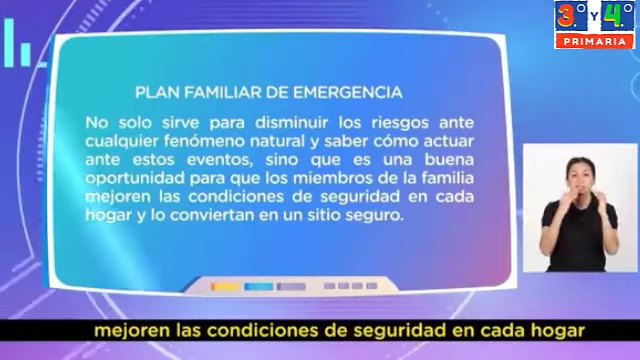 3.º Y 4.º
PRIMARIA
PLAN FAMILIAR DE EMERGENCIA
No solo sirve para disminuir los riesgos ante
cualquier fenómeno natural y saber cómo actuar
ante estos eventos, sino que es una buena
oportunidad para que los miembros de la familia
mejoren las condiciones de seguridad en cada
hogar y lo conviertan en un sitio seguro.
mejoren las condiciones de seguridad en cada hogar